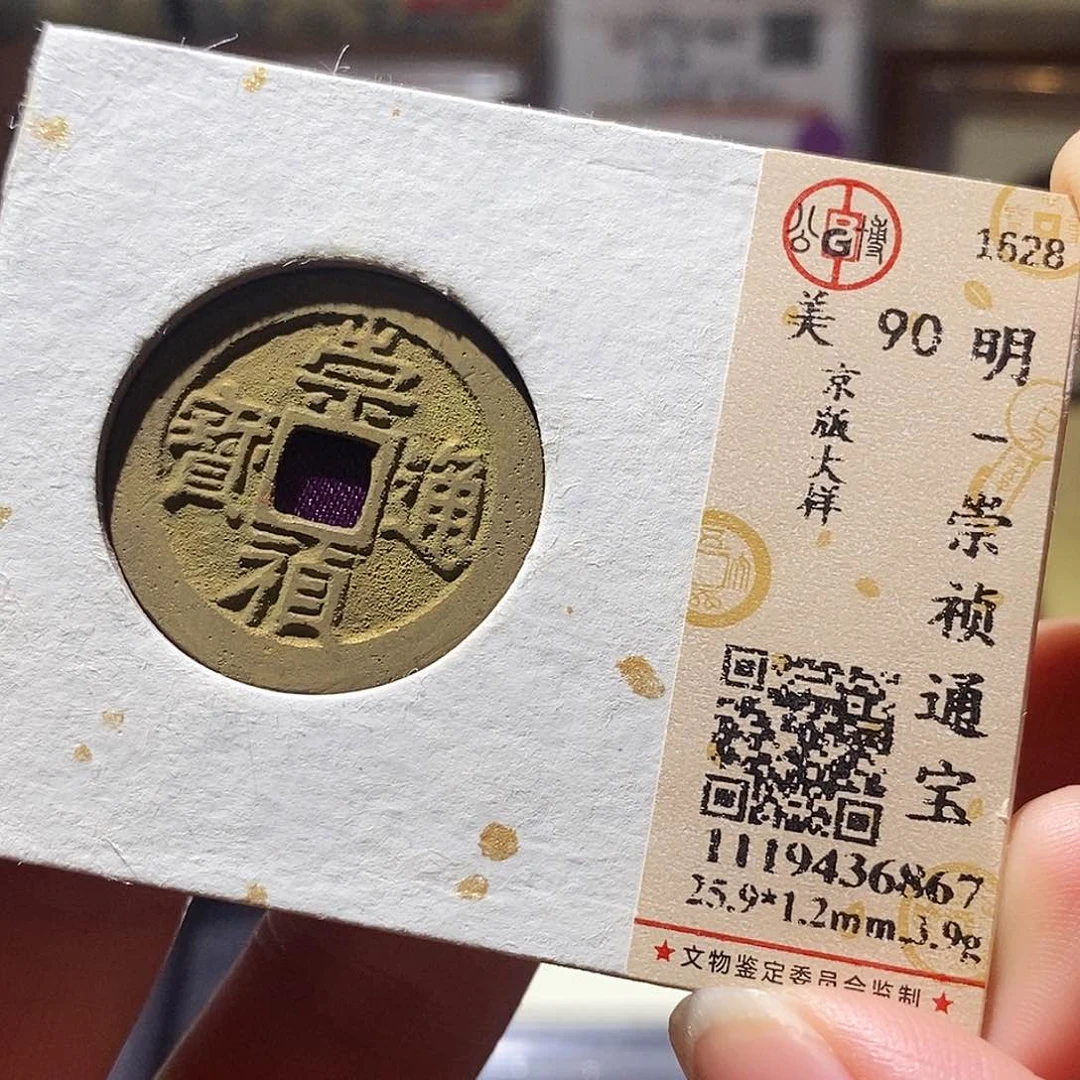 崇禎通寶
公G博
1628
美 90
京版大样
明－崇祯通宝
1119436867
25.9*1.2mm 3.9g
★文物鉴定委员会监制★